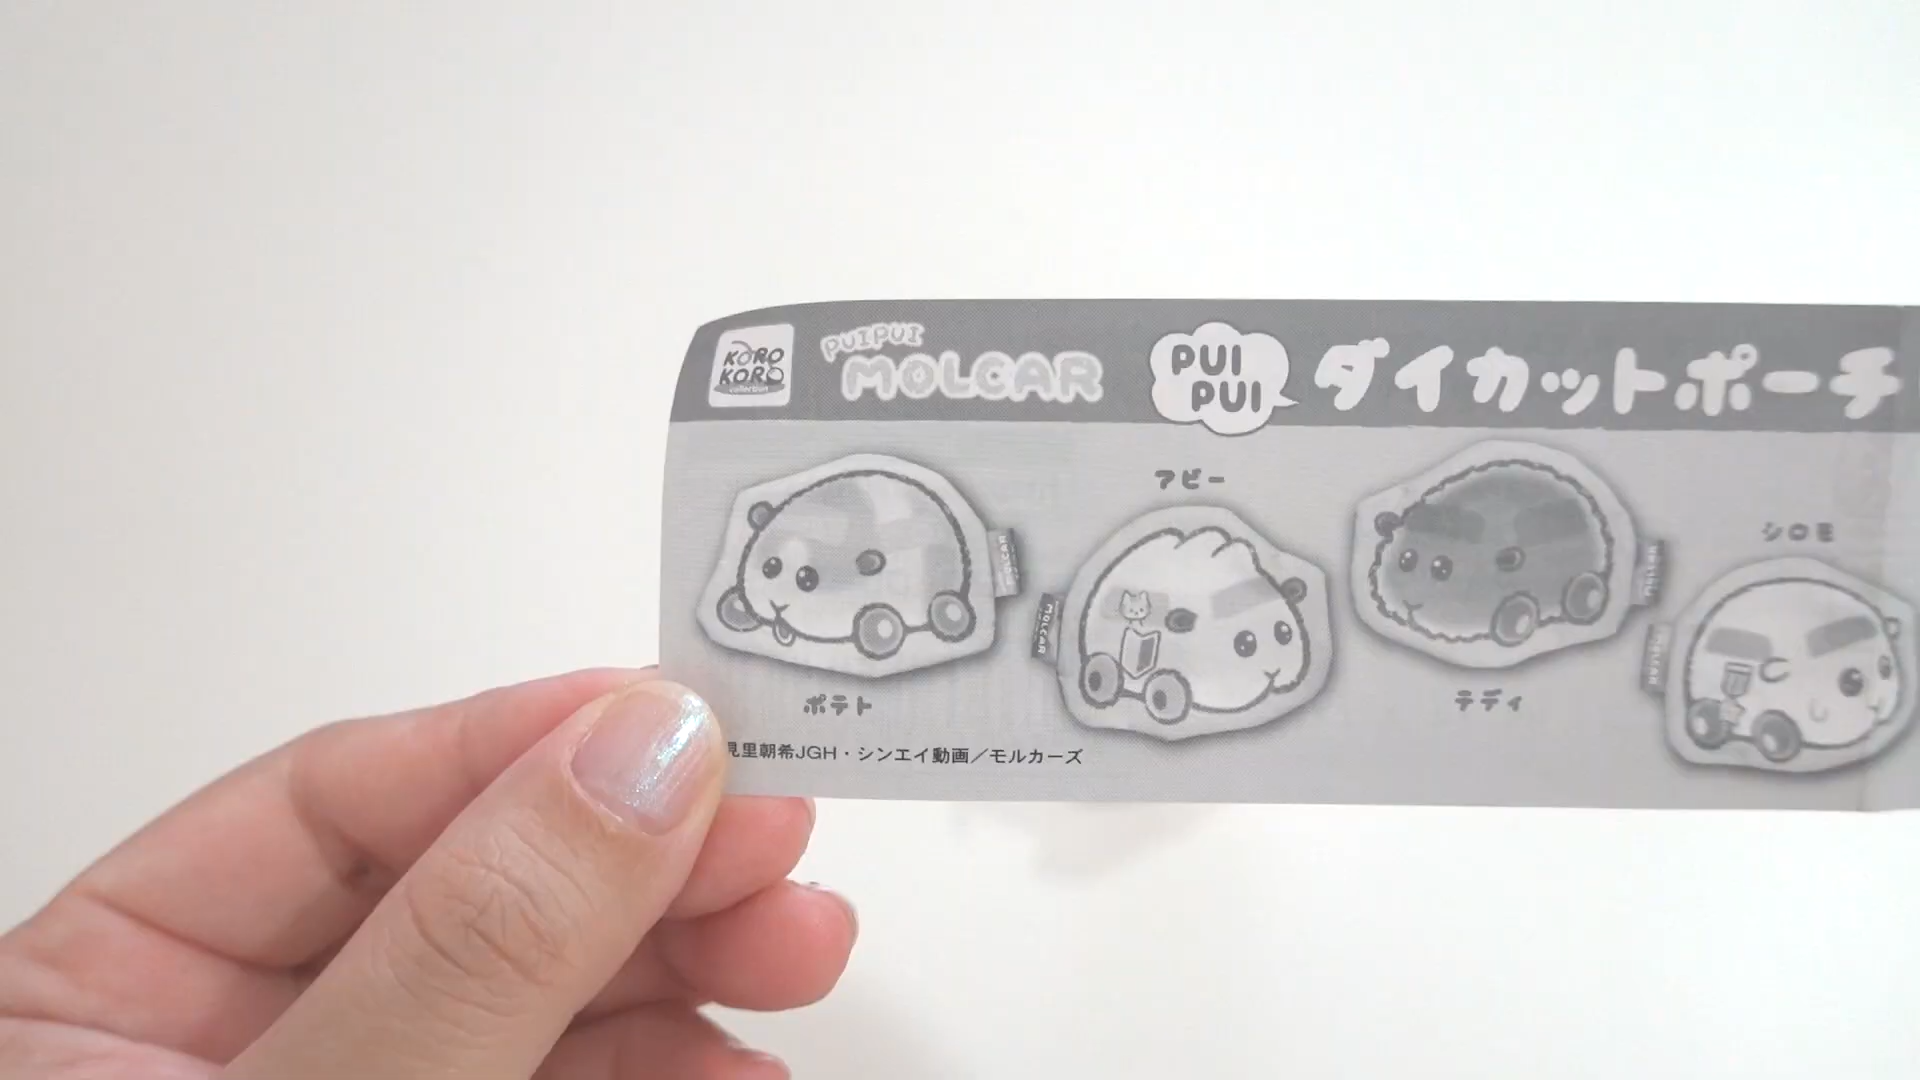 KORO
KORO
collection
PUIPUI
MOLCAR
PUI
PUI
ダイカットポーチ
アビー
シロモ
MOLCAR
MOLCAR
MOLCAR
MOLCAR
ポテト
テディ
見里朝希JGH・シンエイ動画／モルカーズ